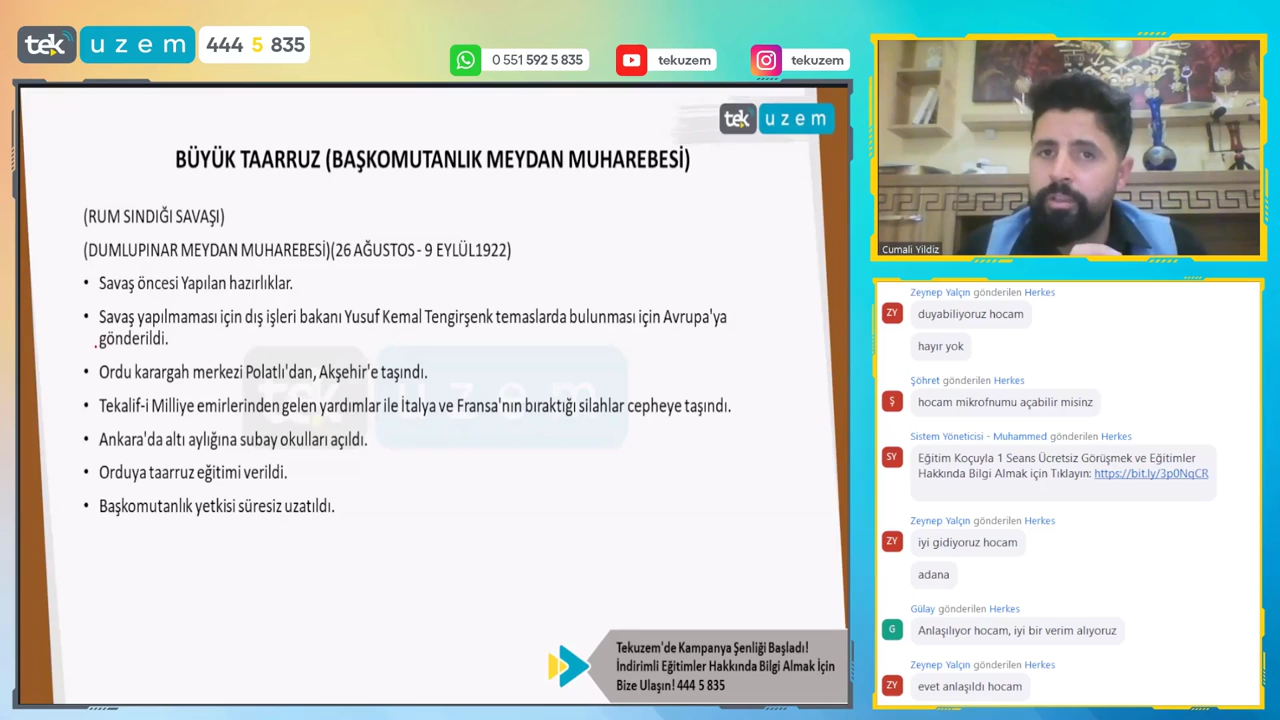 tek uzem 444 5 835
0 551 592 5 835
tekuzem
tekuzem
tek uzem
BÜYÜK TAARRUZ (BAŞKOMUTANLIK MEYDAN MUHAREBESİ)
(RUM SINDIĞI SAVAŞI)
(DUMLUPINAR MEYDAN MUHAREBESİ)(26 AĞUSTOS - 9 EYLÜL1922)
• Savaş öncesi Yapılan hazırlıklar.
• Savaş yapılmaması için dış işleri bakanı Yusuf Kemal Tengirşenk temaslarda bulunması için Avrupa'ya
gönderildi.
• Ordu karargah merkezi Polatlı'dan, Akşehir'e taşındı.
• Tekalif-i Milliye emirlerinden gelen yardımlar ile İtalya ve Fransa'nın bıraktığı silahlar cepheye taşındı.
• Ankara'da altı aylığına subay okulları açıldı.
• Orduya taarruz eğitimi verildi.
• Başkomutanlık yetkisi süresiz uzatıldı.
tek uzem
Tekuzem'de Kampanya Şenliği Başladı!
İndirimli Eğitimler Hakkında Bilgi Almak İçin
Bize Ulaşın! 444 5 835
Cumali Yildiz
Zeynep Yalçın gönderilen Herkes
ZY
duyabiliyoruz hocam
hayır yok
Şöhret gönderilen Herkes
Ş
hocam mikrofnumu açabilir misinz
Sistem Yöneticisi - Muhammed gönderilen Herkes
SY
Eğitim Koçuyla 1 Seans Ücretsiz Görüşmek ve Eğitimler
Hakkında Bilgi Almak için Tıklayın: https://bit.ly/3p0NqCR
Zeynep Yalçın gönderilen Herkes
ZY
iyi gidiyoruz hocam
adana
Gülay gönderilen Herkes
G
Anlaşılıyor hocam, iyi bir verim alıyoruz
Zeynep Yalçın gönderilen Herkes
ZY
evet anlaşıldı hocam